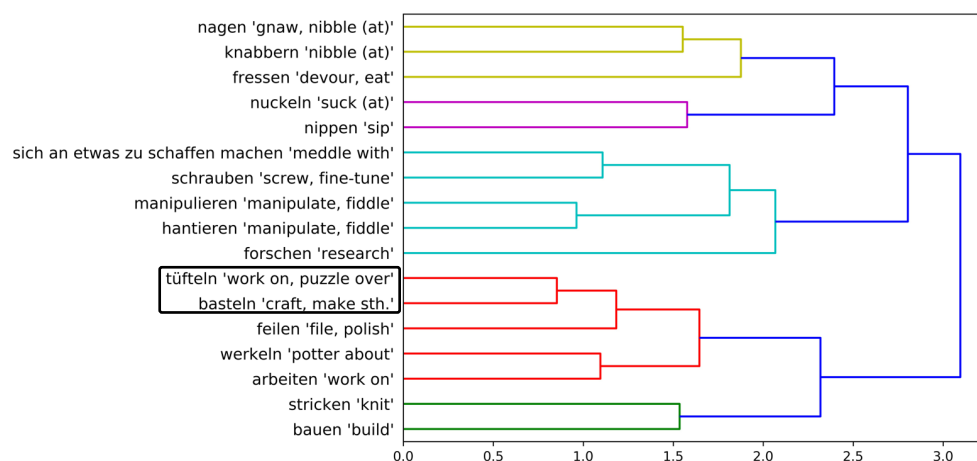 nagen 'gnaw, nibble (at)'
knabbern 'nibble (at)'
fressen 'devour, eat'
nuckeln 'suck (at)'
nippen 'sip'
sich an etwas zu schaffen machen 'meddle with'
schrauben 'screw, fine-tune'
manipulieren 'manipulate, fiddle'
hantieren 'manipulate, fiddle'
forschen 'research'
tüfteln 'work on, puzzle over'
basteln 'craft, make sth.'
feilen 'file, polish'
werkeln 'potter about'
arbeiten 'work on'
stricken 'knit'
bauen 'build'
0.0 0.5 1.0 1.5 2.0 2.5 3.0